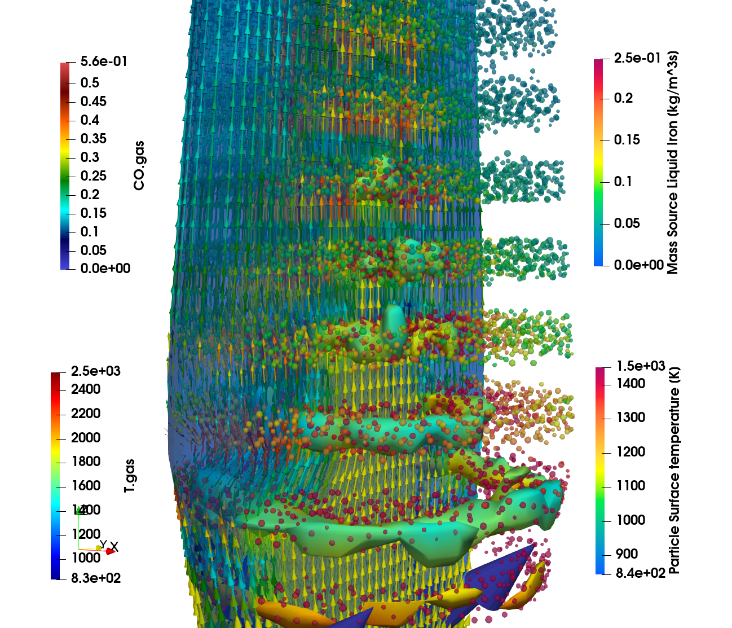 5.6e-01
0.5
0.45
0.4
0.35
0.3
0.25
0.2
0.15
0.1
0.05
0.0e+00
CO,gas
2.5e-01
0.2
0.15
0.1
0.05
0.0e+00
Mass Source Liquid Iron (kg/m^3s)
2.5e+03
2400
2200
2000
1800
1600
1400
1200
1000
8.3e+02
T,gas
Y
X
1.5e+03
1400
1300
1200
1100
1000
900
8.4e+02
Particle Surface temperature (K)